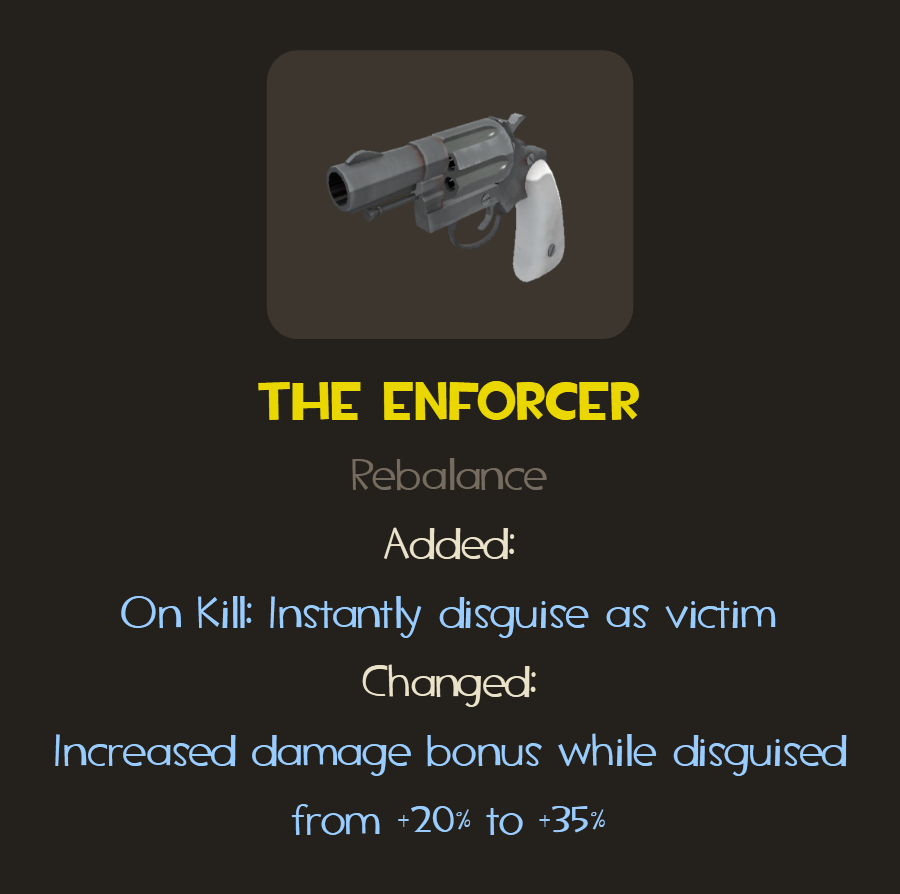 THE ENFORCER
Rebalance
Added:
On Kill: Instantly disguise as victim
Changed:
Increased damage bonus while disguised
from +20% to +35%